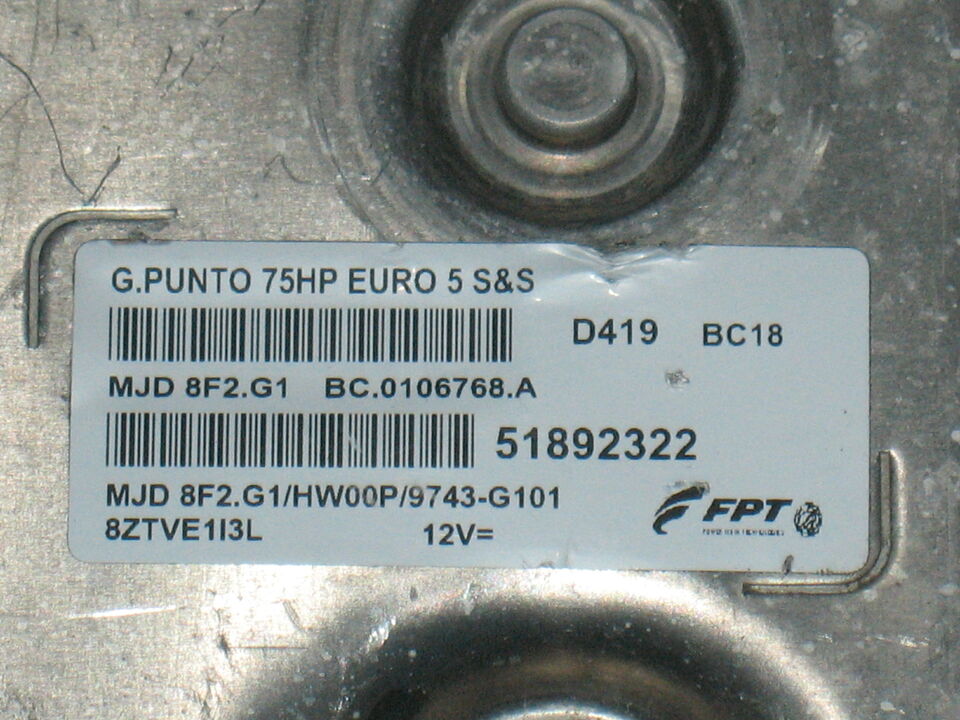 G.PUNTO 75HP EURO 5 S&S
D419 BC18
MJD 8F2.G1 BC.0106768.A
51892322
MJD 8F2.G1/HW00P/9743-G101
8ZTVE1I3L 12V=
FPT